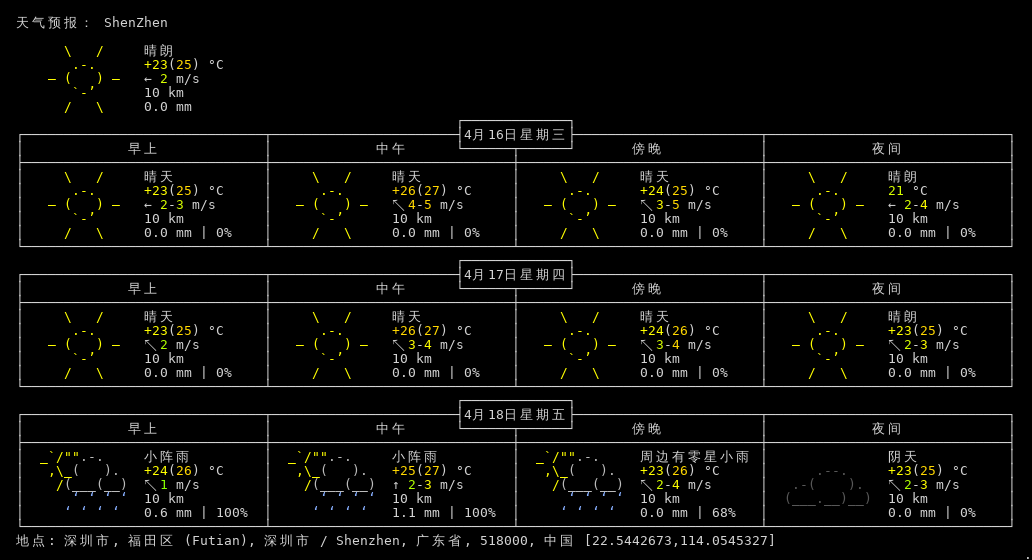 天气预报： ShenZhen
晴朗
+23(25) °C
← 2 m/s
10 km
0.0 mm
4月16日星期三
早上 中午 傍晚 夜间
晴天 晴天 晴天 晴朗
+23(25) °C +26(27) °C +24(25) °C 21 °C
← 2-3 m/s ↖ 4-5 m/s ↖ 3-5 m/s ← 2-4 m/s
10 km 10 km 10 km 10 km
0.0 mm | 0% 0.0 mm | 0% 0.0 mm | 0% 0.0 mm | 0%
4月17日星期四
早上 中午 傍晚 夜间
晴天 晴天 晴天 晴朗
+23(25) °C +26(27) °C +24(26) °C +23(25) °C
↖ 2 m/s ↖ 3-4 m/s ↖ 3-4 m/s ↖ 2-3 m/s
10 km 10 km 10 km 10 km
0.0 mm | 0% 0.0 mm | 0% 0.0 mm | 0% 0.0 mm | 0%
4月18日星期五
早上 中午 傍晚 夜间
小阵雨 小阵雨 周边有零星小雨 阴天
+24(26) °C +25(27) °C +23(26) °C +23(25) °C
↖ 1 m/s ↑ 2-3 m/s ↖ 2-4 m/s ↖ 2-3 m/s
10 km 10 km 10 km 10 km
0.6 mm | 100% 1.1 mm | 100% 0.0 mm | 68% 0.0 mm | 0%
地点: 深圳市, 福田区 (Futian), 深圳市 / Shenzhen, 广东省, 518000, 中国 [22.5442673,114.0545327]